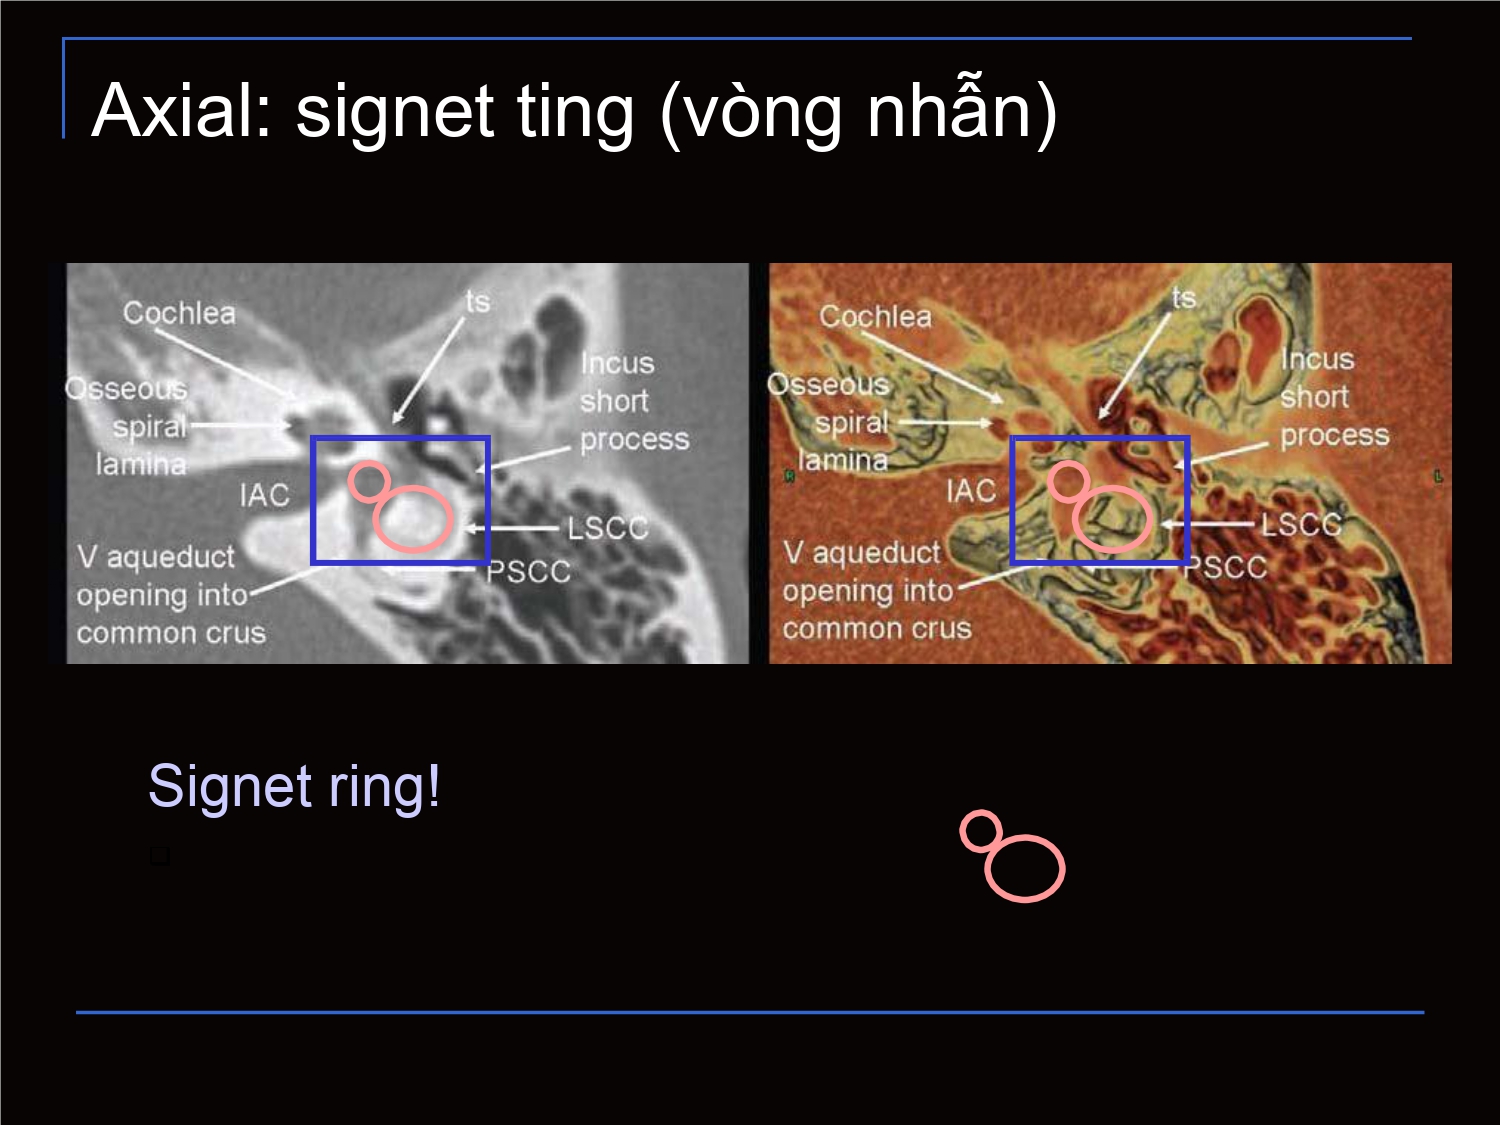 Axial: signet ting (vòng nhẫn)
Cochlea
ts
Incus
short
process
Osseous
spiral
lamina
IAC
LSCC
V aqueduct
opening into
common crus
PSCC
Cochlea
ts
Incus
short
process
Osseous
spiral
lamina
R
L
IAC
LSCC
V aqueduct
opening into
common crus
PSCC
Signet ring!